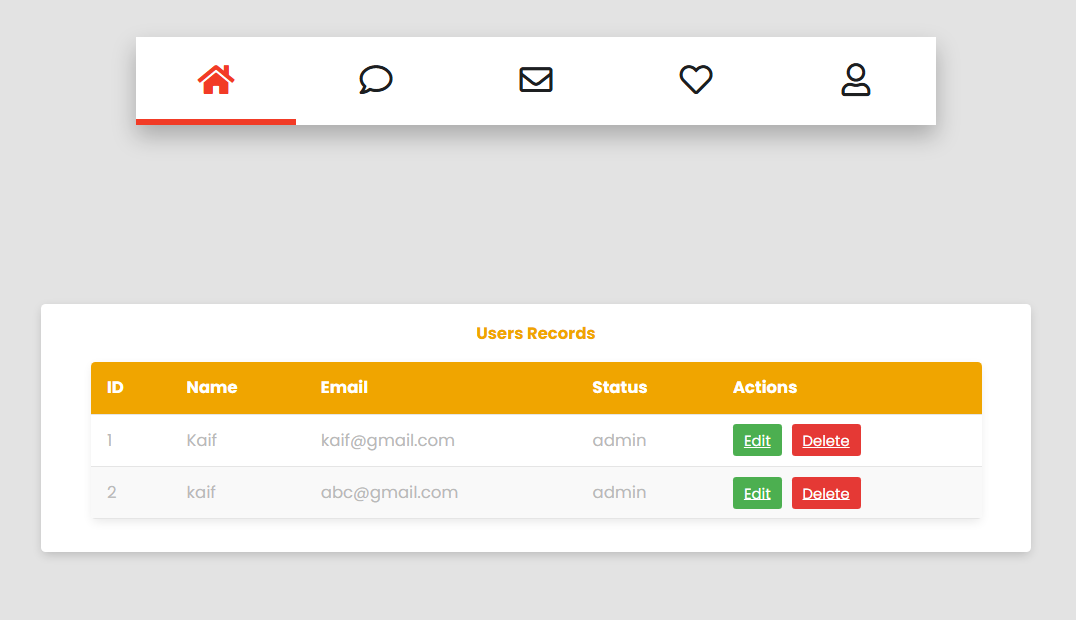 Users Records
ID Name Email Status Actions
1 Kaif kaif@gmail.com admin Edit Delete
2 kaif abc@gmail.com admin Edit Delete